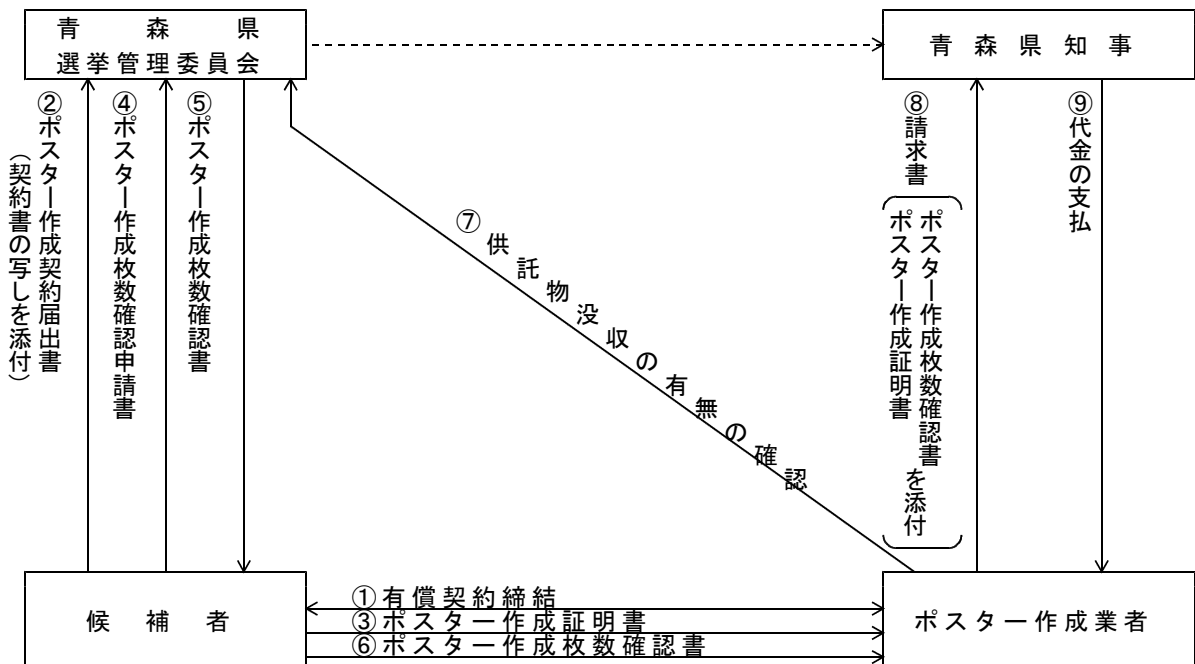 青森県
選挙管理委員会
青森県知事
②ポスター作成契約届出書
（契約書の写しを添付）
④ポスター作成枚数確認申請書
⑤ポスター作成枚数確認書
⑦供託物没収の有無の確認
⑧請求書
ポスター作成枚数確認書
ポスター作成証明書
を添付
⑨代金の支払
候補者
①有償契約締結
③ポスター作成証明書
⑥ポスター作成枚数確認書
ポスター作成業者